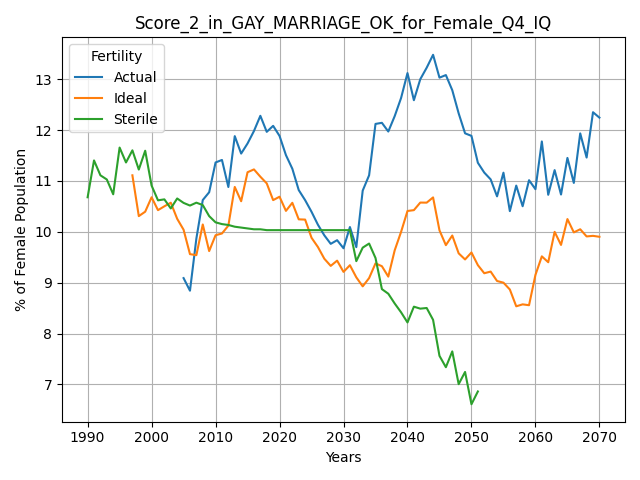 Score_2_in_GAY_MARRIAGE_OK_for_Female_Q4_IQ
Fertility
Actual
Ideal
Sterile
% of Female Population
13
12
11
10
9
8
7
1990 2000 2010 2020 2030 2040 2050 2060 2070
Years